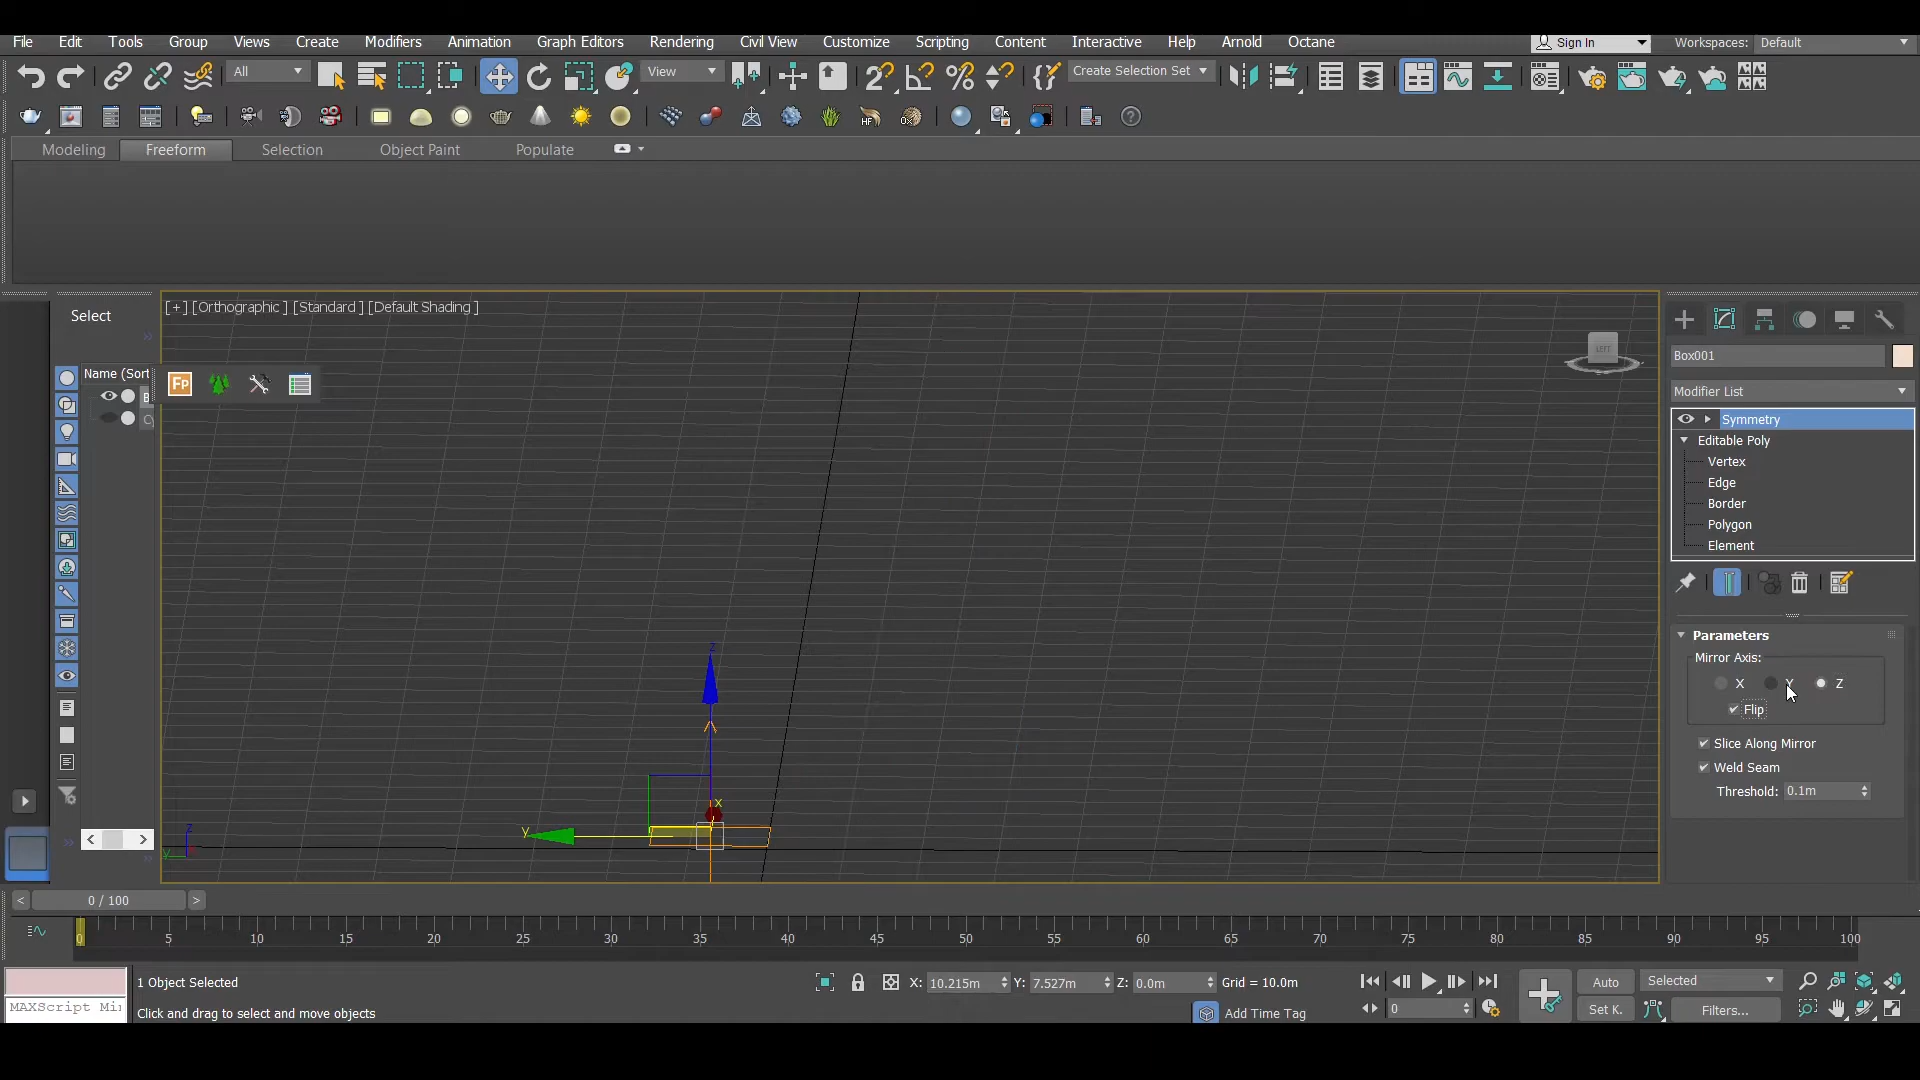 File Edit Tools Group Views Create Modifiers Animation Graph Editors Rendering Civil View Customize Scripting Content Interactive Help Arnold Octane Sign In Workspaces: Default
All View Create Selection Set
Modeling Freeform Selection Object Paint Populate
Select
[+] [Orthographic ] [Standard ] [Default Shading ]
LEFT
Box001
Name (Sort
Fp
Modifier List
Symmetry
Editable Poly
Vertex
Edge
Border
Polygon
Element
Parameters
Mirror Axis:
X Y Z
Flip
Slice Along Mirror
Weld Seam
Threshold: 0.1m
z
x
y
z
y
< 0 / 100 >
0 5 10 15 20 25 30 35 40 45 50 55 60 65 70 75 80 85 90 95 100
1 Object Selected X: 10.215m Y: 7.527m Z: 0.0m Grid = 10.0m Auto Selected
MAXScript Mi Click and drag to select and move objects Add Time Tag 0 Set K. Filters...